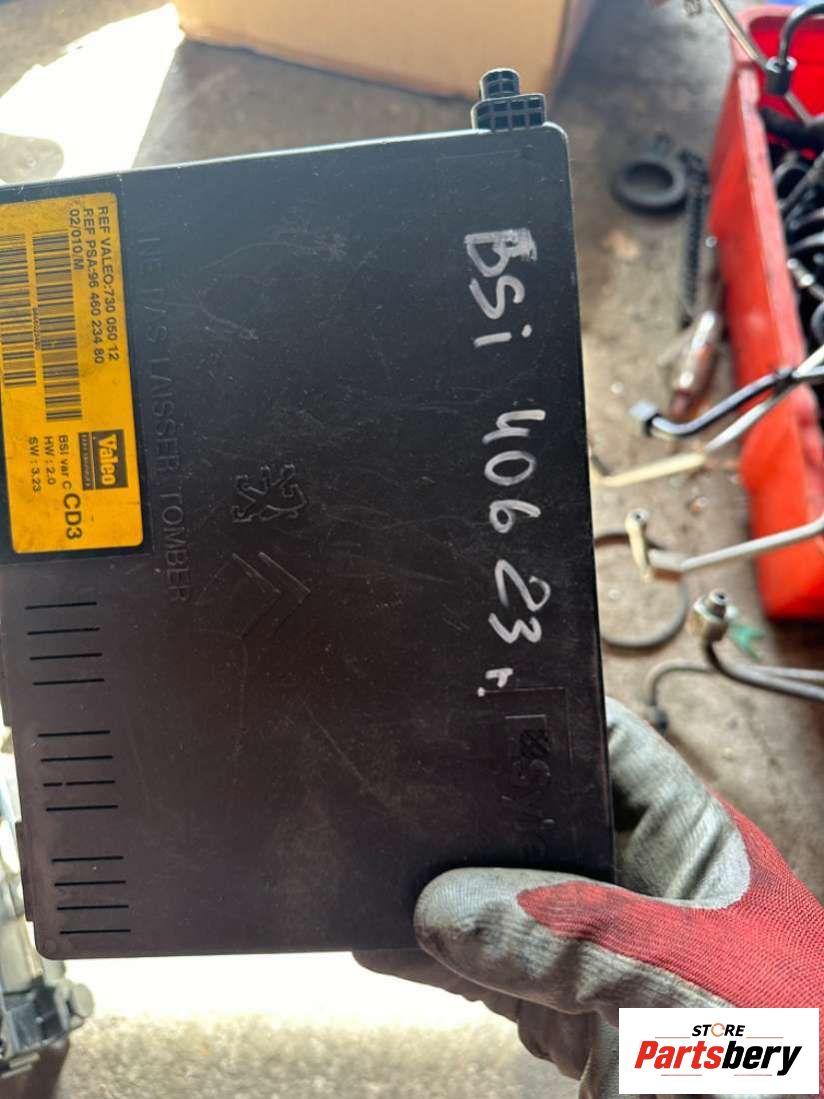 REF VALEO:730 050 12
REF PSA:96 460 234 80
02/010/M
Valeo
BSI var C CD3
HW : 2.0
SW : 3.23
NE PAS LAISSER TOMBER
BSi 406 23 r.
STORE
Partsbery